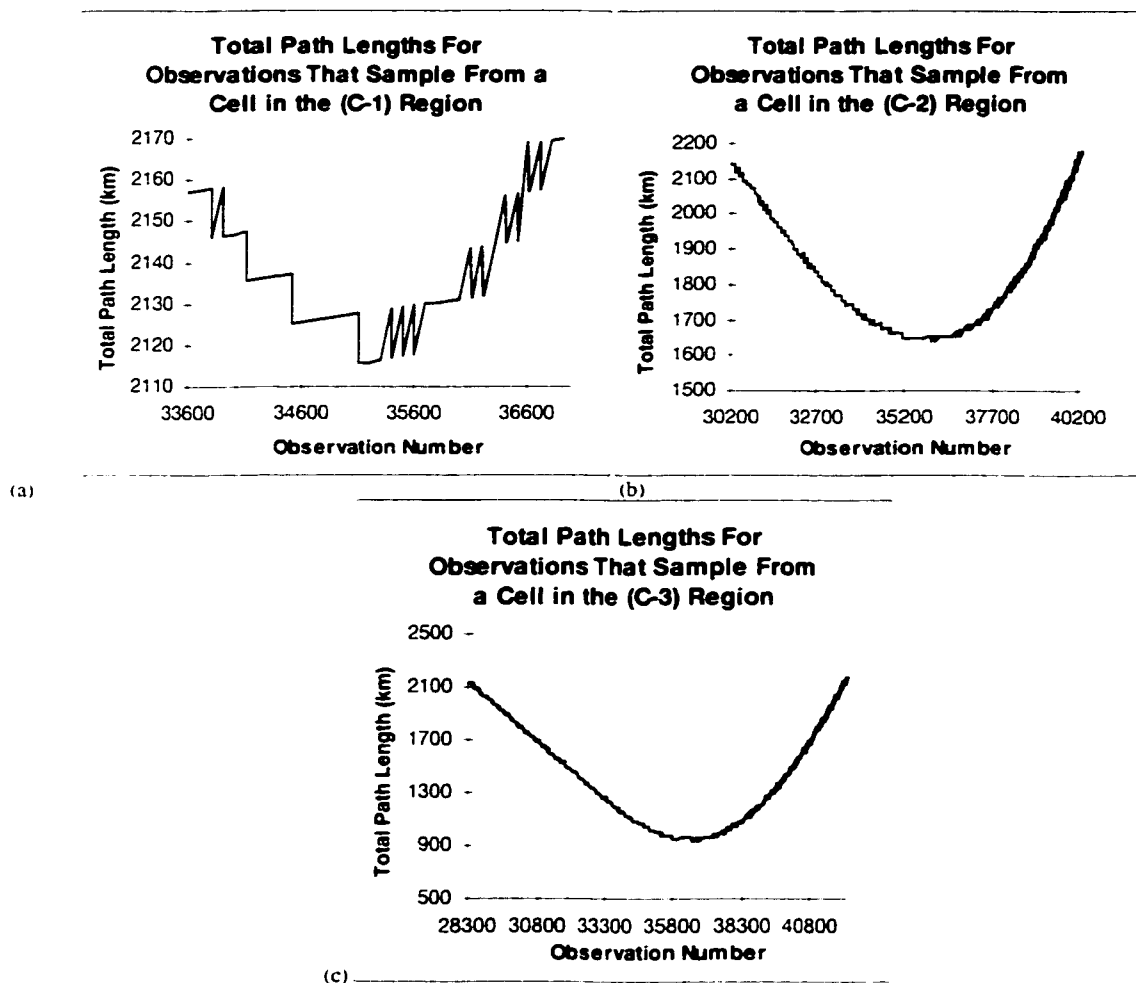 Total Path Lengths For
Observations That Sample From a
Cell in the (C-1) Region
2170
2160
2150
2140
2130
2120
2110
Total Path Length (km)
33600 34600 35600 36600
Observation Number
(a)
Total Path Lengths For
Observations That Sample From
a Cell in the (C-2) Region
2200
2100
2000
1900
1800
1700
1600
1500
Total Path Length (km)
30200 32700 35200 37700 40200
Observation Number
(b)
Total Path Lengths For
Observations That Sample From
a Cell in the (C-3) Region
2500
2100
1700
1300
900
500
Total Path Length (km)
28300 30800 33300 35800 38300 40800
Observation Number
(c)